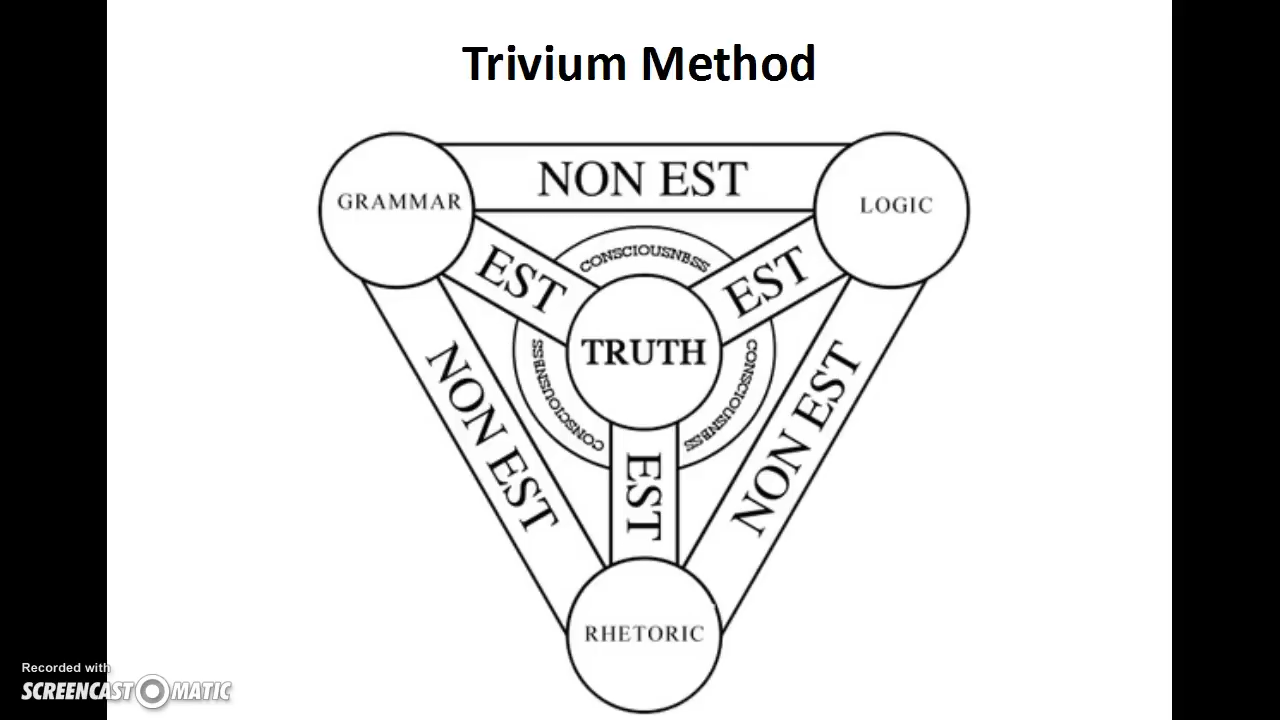 Trivium Method
NON EST
GRAMMAR
LOGIC
CONSCIOUSNESS
EST
EST
TRUTH
CONSCIOUSNESS
CONSCIOUSNESS
NON EST
NON EST
EST
RHETORIC
Recorded with
SCREENCAST MATIC